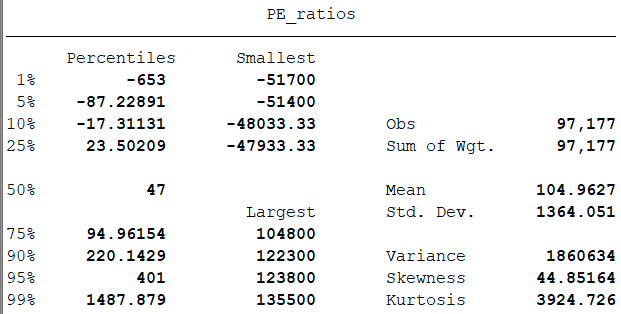 PE_ratios
Percentiles Smallest
1% -653 -51700
5% -87.22891 -51400
10% -17.31131 -48033.33 Obs 97,177
25% 23.50209 -47933.33 Sum of Wgt. 97,177
50% 47 Mean 104.9627
Largest Std. Dev. 1364.051
75% 94.96154 104800
90% 220.1429 122300 Variance 1860634
95% 401 123800 Skewness 44.85164
99% 1487.879 135500 Kurtosis 3924.726